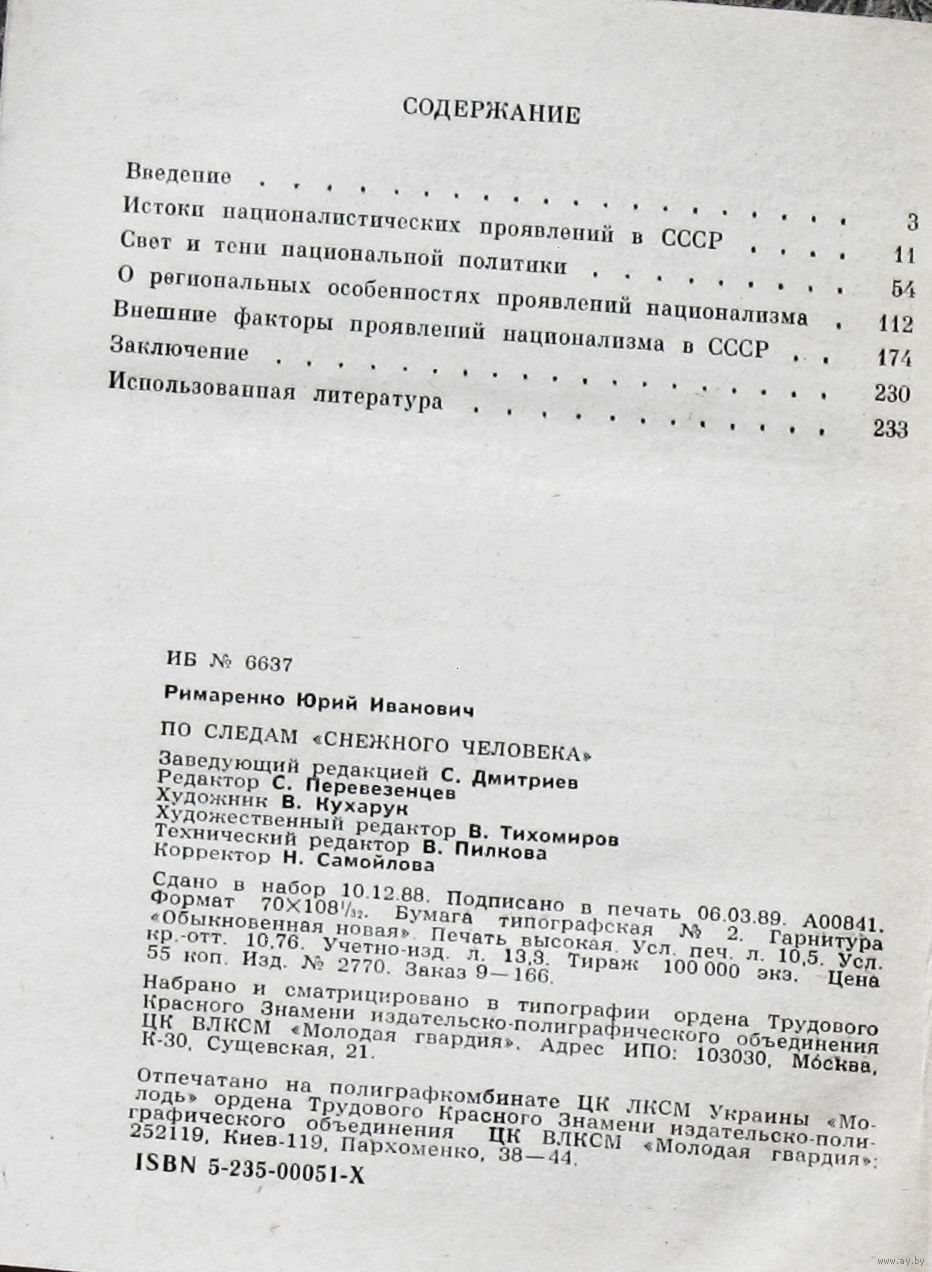 СОДЕРЖАНИЕ
Введение . . . . . . . . . . . . . . . . . . . 3
Истоки националистических проявлений в СССР . . . . 11
Свет и тени национальной политики . . . . . . . . 54
О региональных особенностях проявлений национализма . 112
Внешние факторы проявлений национализма в СССР . . 174
Заключение . . . . . . . . . . . . . . . . . . 230
Использованная литература . . . . . . . . . . . . 233
ИБ № 6637
Римаренко Юрий Иванович
ПО СЛЕДАМ «СНЕЖНОГО ЧЕЛОВЕКА»
Заведующий редакцией С. Дмитриев
Редактор С. Перевезенцев
Художник В. Кухарук
Художественный редактор В. Тихомиров
Технический редактор В. Пилкова
Корректор Н. Самойлова
Сдано в набор 10.12.88. Подписано в печать 06.03.89. А00841.
Формат 70×108¹/₃₂. Бумага типографская № 2. Гарнитура
«Обыкновенная новая». Печать высокая. Усл. печ. л. 10,5. Усл.
кр.-отт. 10,76. Учетно-изд. л. 13,3. Тираж 100 000 экз. Цена
55 коп. Изд. № 2770. Заказ 9—166.
Набрано и сматрицировано в типографии ордена Трудового
Красного Знамени издательско-полиграфического объединения
ЦК ВЛКСМ «Молодая гвардия». Адрес ИПО: 103030, Москва,
К-30, Сущевская, 21.
Отпечатано на полиграфкомбинате ЦК ЛКСМ Украины «Мо-
лодь» ордена Трудового Красного Знамени издательско-поли-
графического объединения ЦК ВЛКСМ «Молодая гвардия»:
252119, Киев-119, Пархоменко, 38—44.
ISBN 5-235-00051-X
www.ay.by